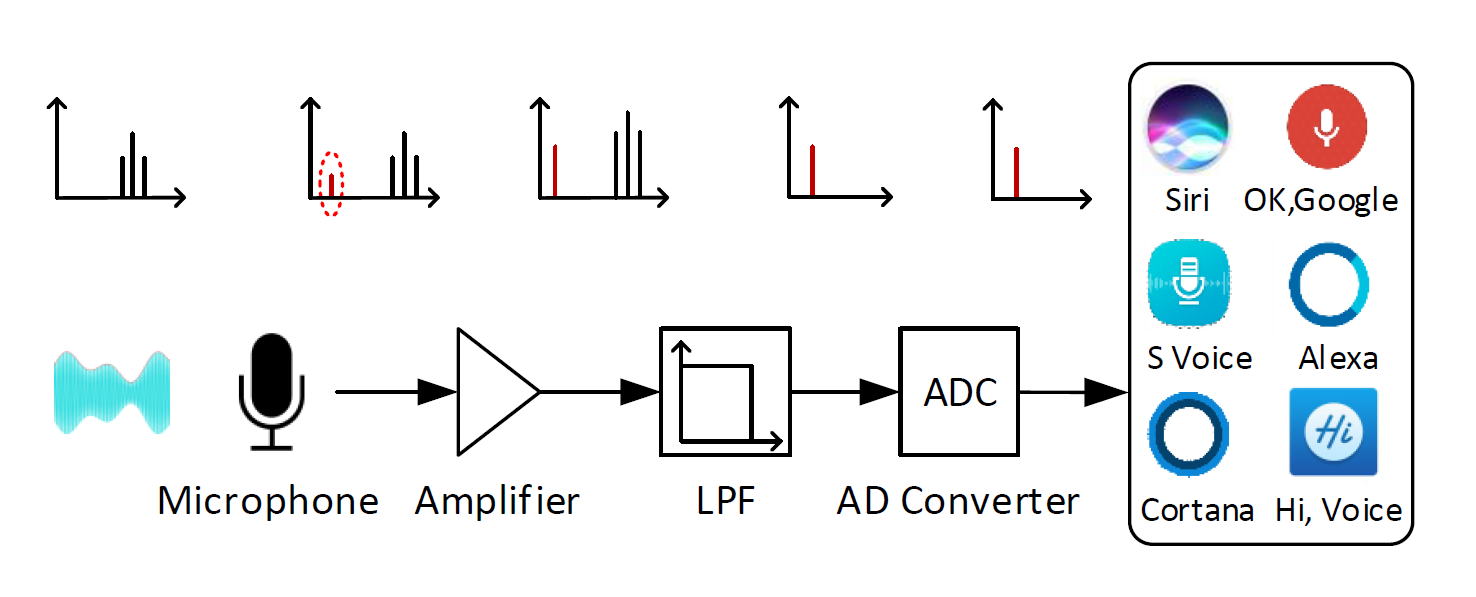 Siri
OK,Google
S Voice
Alexa
ADC
Hi
Cortana
Hi, Voice
Microphone
Amplifier
LPF
AD Converter